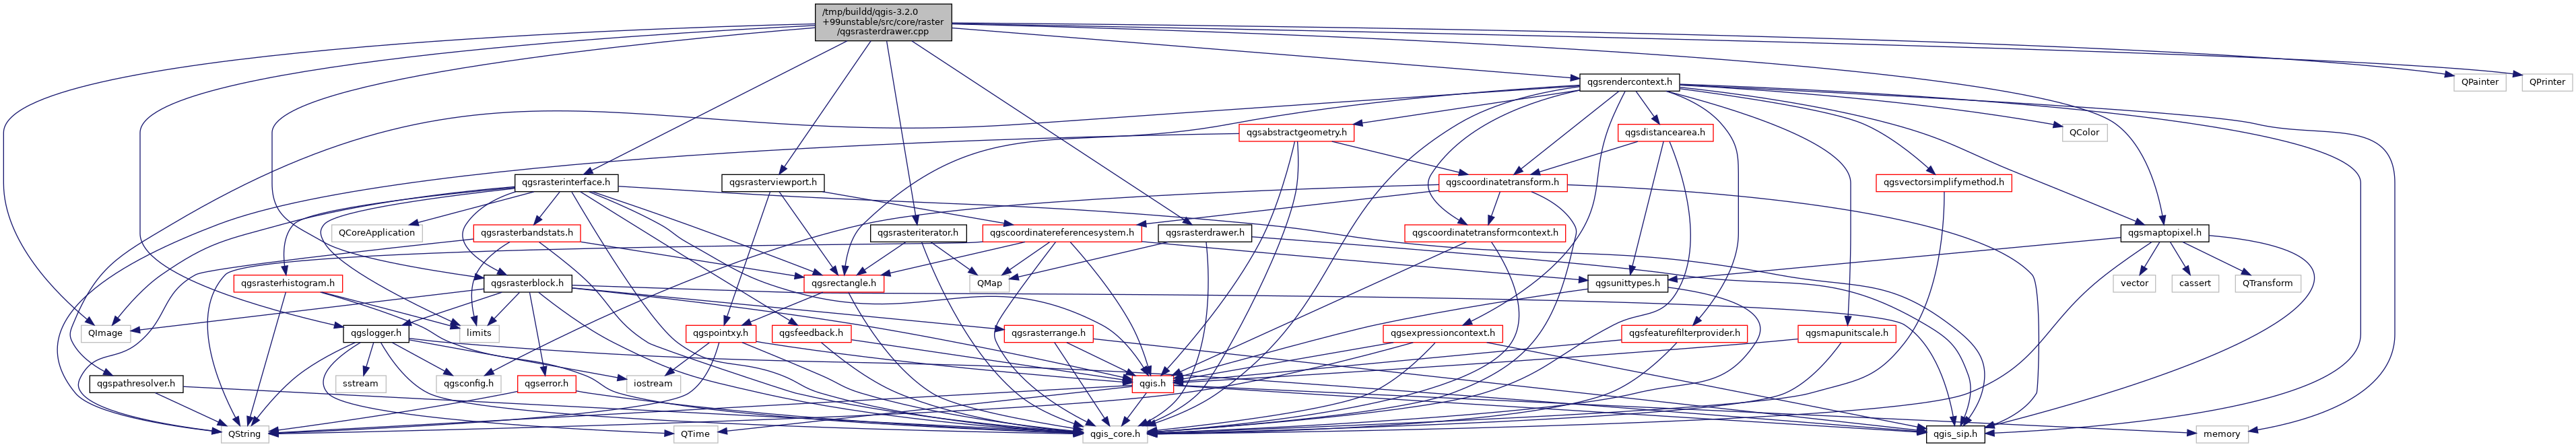 /tmp/buildd/qgis-3.2.0
+99unstable/src/core/raster
/qgsrasterdrawer.cpp
qgsrendercontext.h
QPainter
QPrinter
qgsabstractgeometry.h
qgsdistancearea.h
QColor
qgsrasterinterface.h
qgsrasterviewport.h
qgscoordinatetransform.h
qgsvectorsimplifymethod.h
QCoreApplication
qgsrasterbandstats.h
qgsrasteriterator.h
qgscoordinatereferencesystem.h
qgsrasterdrawer.h
qgscoordinatetransformcontext.h
qgsmaptopixel.h
qgsrasterhistogram.h
qgsrasterblock.h
qgsrectangle.h
QMap
qgsunittypes.h
vector
cassert
QTransform
QImage
qgslogger.h
limits
qgspointxy.h
qgsfeedback.h
qgsrasterrange.h
qgsexpressioncontext.h
qgsfeaturefilterprovider.h
qgsmapunitscale.h
qgspathresolver.h
sstream
qgsconfig.h
qgserror.h
iostream
qgis.h
QString
QTime
qgis_core.h
qgis_sip.h
memory